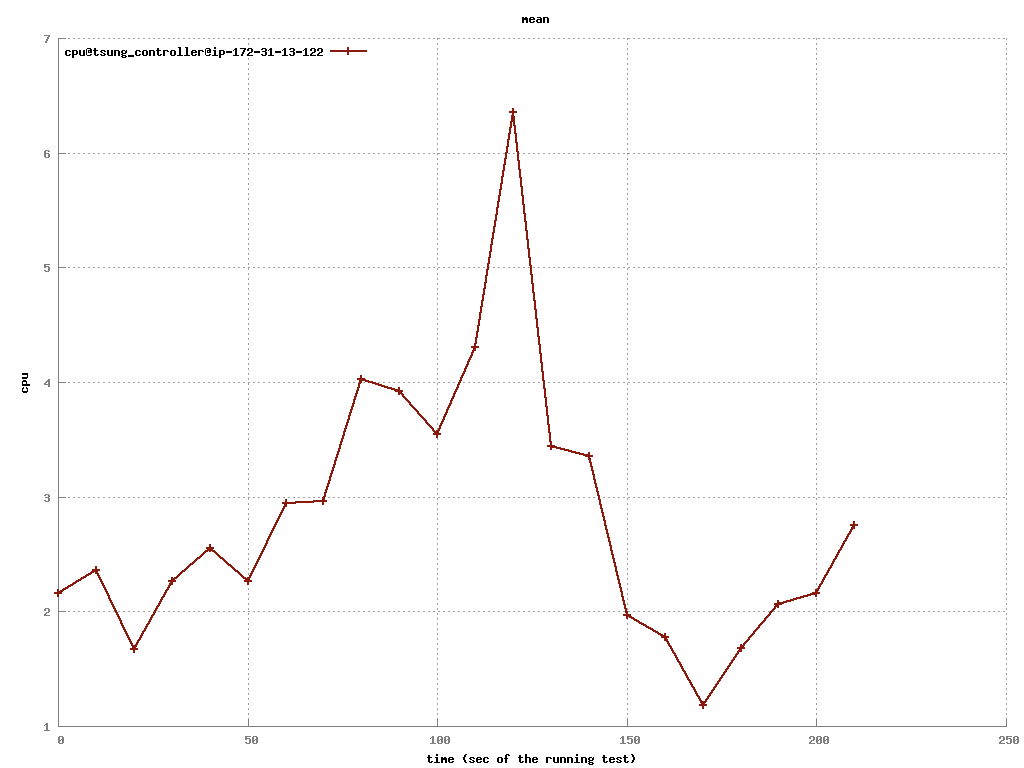 mean
7
cpu@tsung_controller@ip-172-31-13-122
6
5
cpu
4
3
2
1
0 50 100 150 200 250
time (sec of the running test)